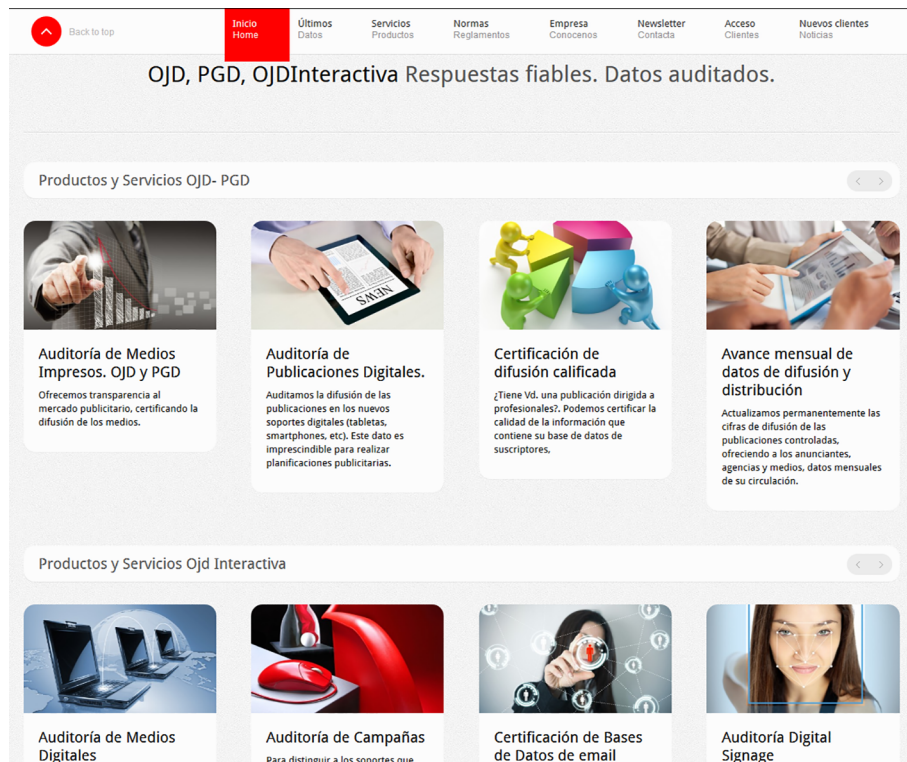 Back to top
Inicio
Home
Últimos
Datos
Servicios
Productos
Normas
Reglamentos
Empresa
Conocenos
Newsletter
Contacta
Acceso
Clientes
Nuevos clientes
Noticias
OJD, PGD, OJDInteractiva Respuestas fiables. Datos auditados.
Productos y Servicios OJD- PGD
NEWS
Auditoría de Medios
Impresos. OJD y PGD
Ofrecemos transparencia al
mercado publicitario, certificando la
difusión de los medios.
Auditoría de
Publicaciones Digitales.
Auditamos la difusión de las
publicaciones en los nuevos
soportes digitales (tabletas,
smartphones, etc). Este dato es
imprescindible para realizar
planificaciones publicitarias.
Certificación de
difusión calificada
¿Tiene Vd. una publicación dirigida a
profesionales?. Podemos certificar la
calidad de la información que
contiene su base de datos de
suscriptores,
Avance mensual de
datos de difusión y
distribución
Actualizamos permanentemente las
cifras de difusión de las
publicaciones controladas,
ofreciendo a los anunciantes,
agencias y medios, datos mensuales
de su circulación.
Productos y Servicios Ojd Interactiva
Auditoría de Medios
Digitales
Auditoría de Campañas
Para distinguir a los soportes que
Certificación de Bases
de Datos de email
Auditoría Digital
Signage